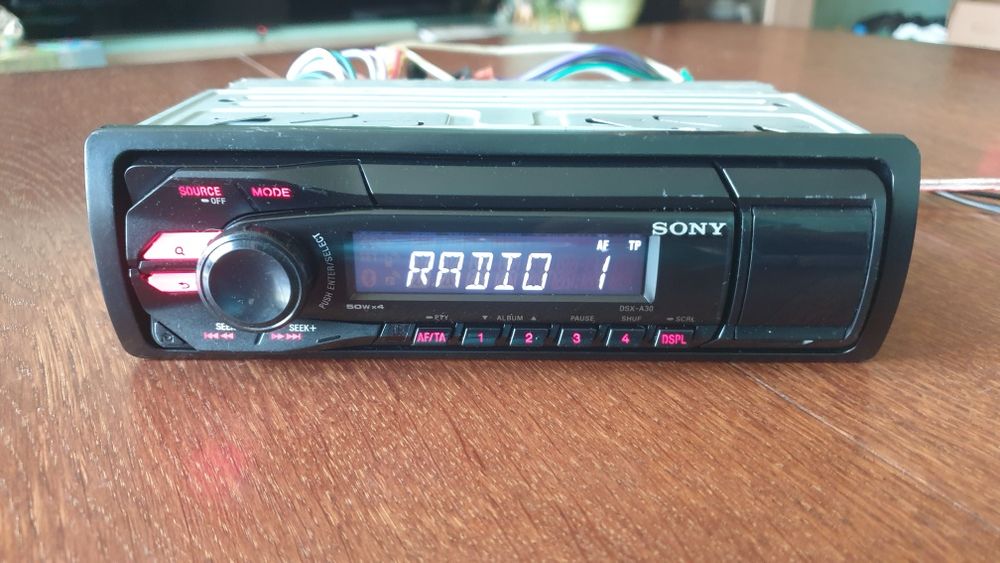 SOURCE
OFF
MODE
PUSH ENTER/SELECT
SONY
AF TP
RADIO 1
50W×4
DSX-A30
SEEK+
PTY
▼ ALBUM ▲
PAUSE
SHUF
SCRL
AF/TA
1
2
3
4
DSPL